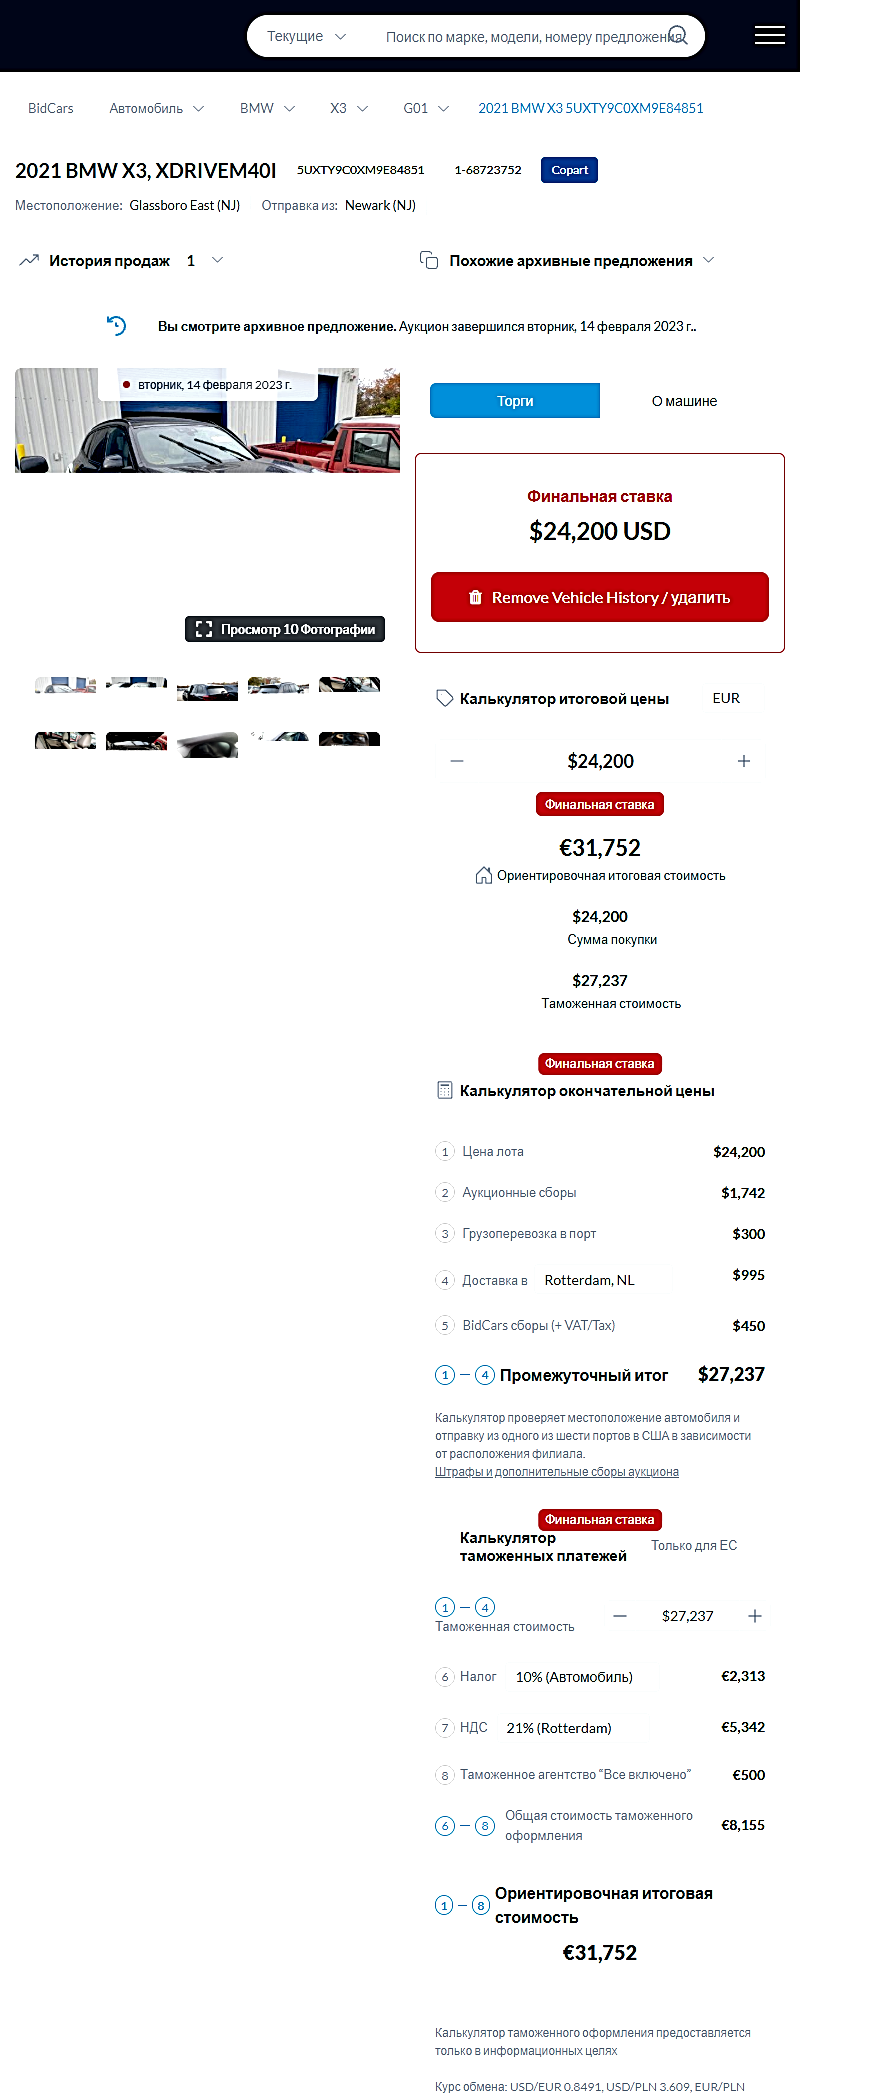 Текущие Поиск по марке, модели, номеру предложения
BidCars Автомобиль BMW X3 G01 2021 BMW X3 5UXTY9C0XM9E84851
2021 BMW X3, XDRIVEM40I 5UXTY9C0XM9E84851 1-68723752 Copart
Местоположение: Glassboro East (NJ) Отправка из: Newark (NJ)
История продаж 1 Похожие архивные предложения
Вы смотрите архивное предложение. Аукцион завершился вторник, 14 февраля 2023 г..
вторник, 14 февраля 2023 г.
Просмотр 10 Фотографии
Торги О машине
Финальная ставка
$24,200 USD
Remove Vehicle History / удалить
Калькулятор итоговой цены EUR
$24,200
Финальная ставка
€31,752
Ориентировочная итоговая стоимость
$24,200
Сумма покупки
$27,237
Таможенная стоимость
Финальная ставка
Калькулятор окончательной цены
1 Цена лота $24,200
2 Аукционные сборы $1,742
3 Грузоперевозка в порт $300
4 Доставка в Rotterdam, NL $995
5 BidCars сборы (+ VAT/Tax) $450
1 – 4 Промежуточный итог $27,237
Калькулятор проверяет местоположение автомобиля и
отправку из одного из шести портов в США в зависимости
от расположения филиала.
Штрафы и дополнительные сборы аукциона
Финальная ставка
Калькулятор
таможенных платежей Только для ЕС
1 – 4
Таможенная стоимость – $27,237 +
6 Налог 10% (Автомобиль) €2,313
7 НДС 21% (Rotterdam) €5,342
8 Таможенное агентство “Все включено” €500
6 – 8 Общая стоимость таможенного
оформления €8,155
1 – 8 Ориентировочная итоговая
стоимость
€31,752
Калькулятор таможенного оформления предоставляется
только в информационных целях
Курс обмена: USD/EUR 0.8491, USD/PLN 3.609, EUR/PLN